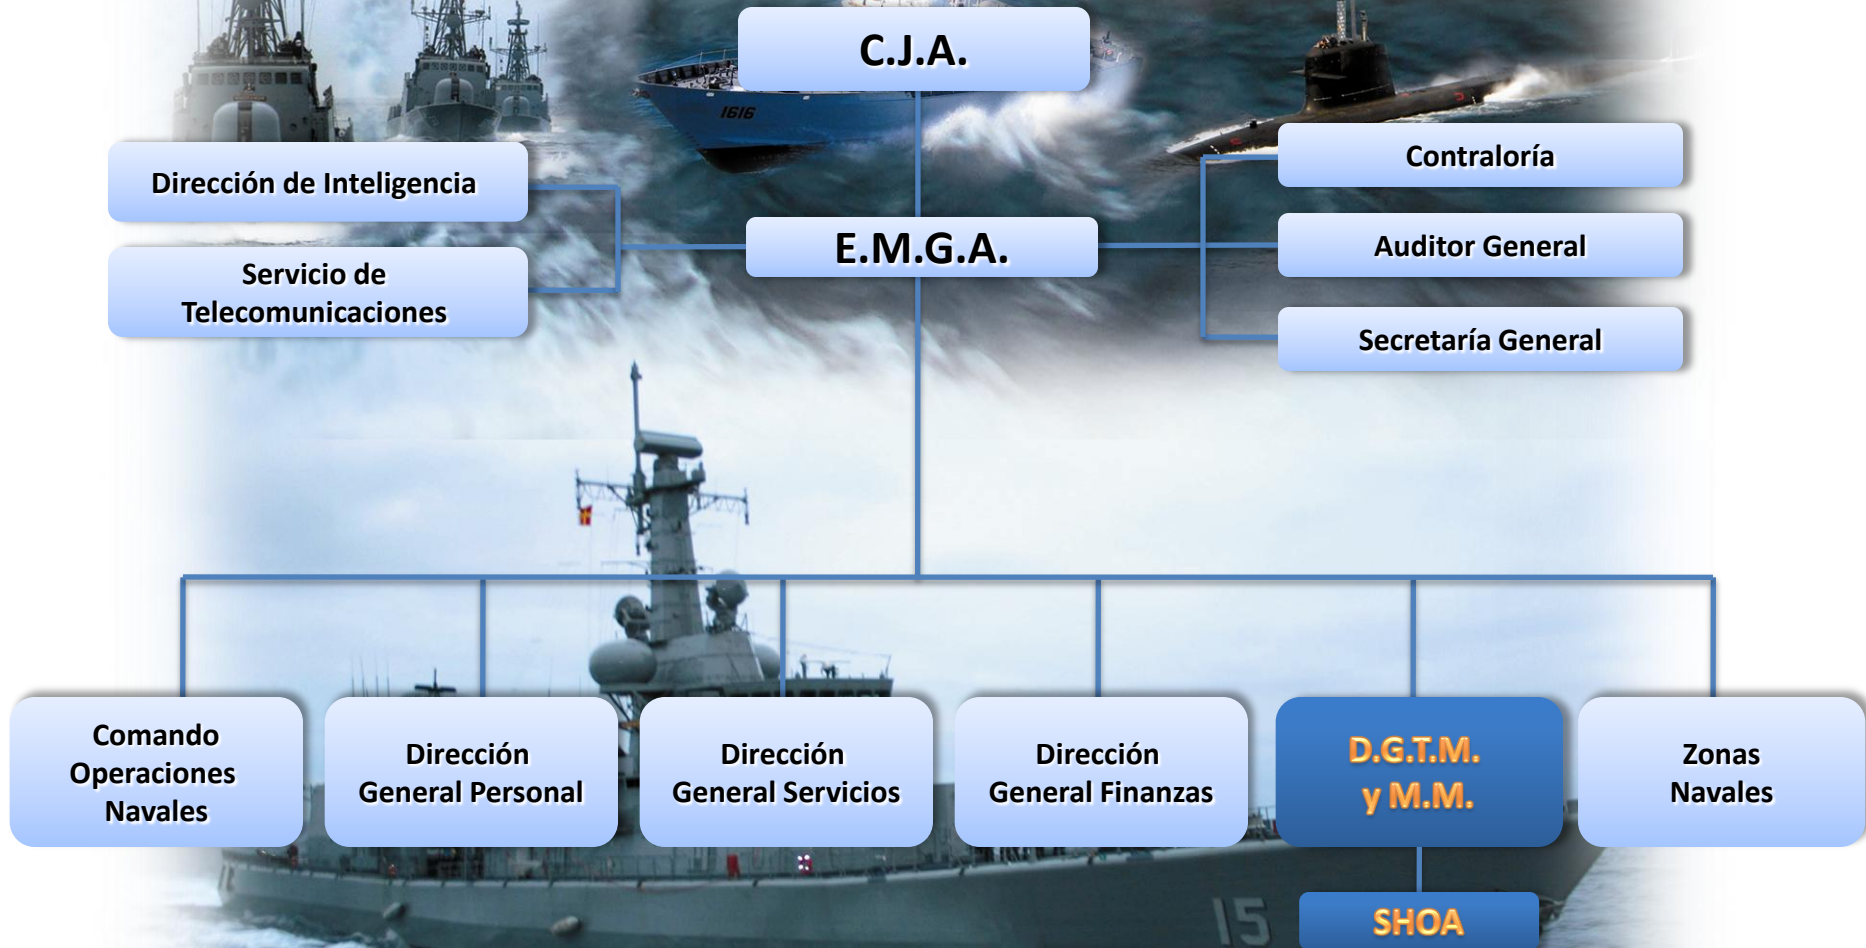 C.J.A.
1616
Dirección de Inteligencia
Contraloría
E.M.G.A.
Auditor General
Servicio de
Telecomunicaciones
Secretaría General
Comando
Operaciones
Navales
Dirección
General Personal
Dirección
General Servicios
Dirección
General Finanzas
D.G.T.M.
y M.M.
Zonas
Navales
15
SHOA